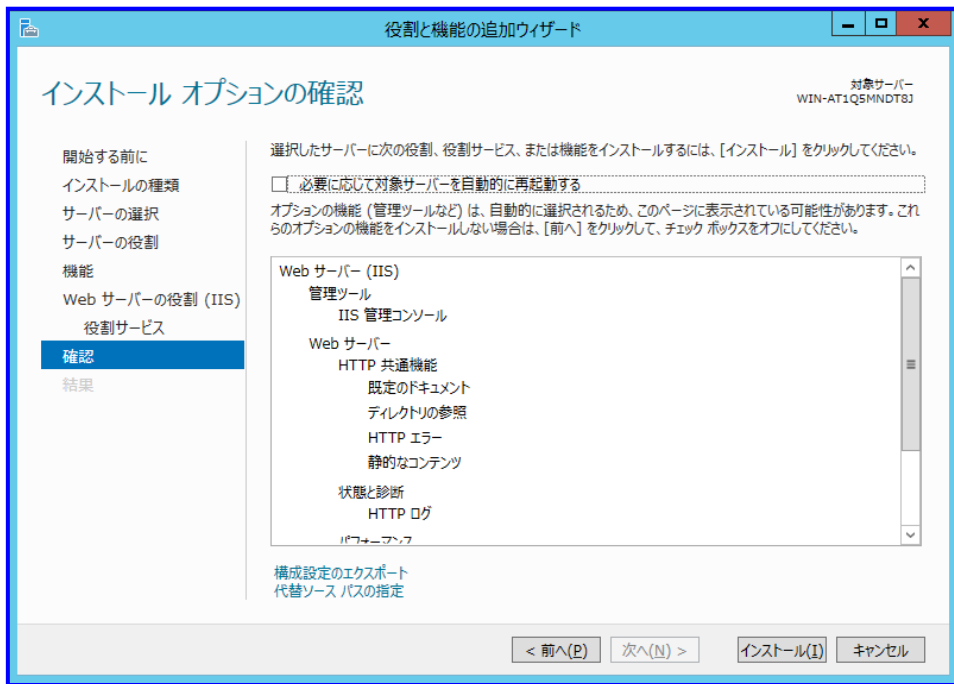 役割と機能の追加ウィザード
インストール オプションの確認
対象サーバー
WIN-AT1Q5MNDT8J
開始する前に
インストールの種類
サーバーの選択
サーバーの役割
機能
Web サーバーの役割 (IIS)
役割サービス
確認
結果
選択したサーバーに次の役割、役割サービス、または機能をインストールするには、[インストール] をクリックしてください。
必要に応じて対象サーバーを自動的に再起動する
オプションの機能 (管理ツールなど) は、自動的に選択されるため、このページに表示されている可能性があります。これ
らのオプションの機能をインストールしない場合は、[前へ] をクリックして、チェック ボックスをオフにしてください。
Web サーバー (IIS)
管理ツール
IIS 管理コンソール
Web サーバー
HTTP 共通機能
既定のドキュメント
ディレクトリの参照
HTTP エラー
静的なコンテンツ
状態と診断
HTTP ログ
パフォーマンス
構成設定のエクスポート
代替ソース パスの指定
< 前へ(P)
次へ(N) >
インストール(I)
キャンセル